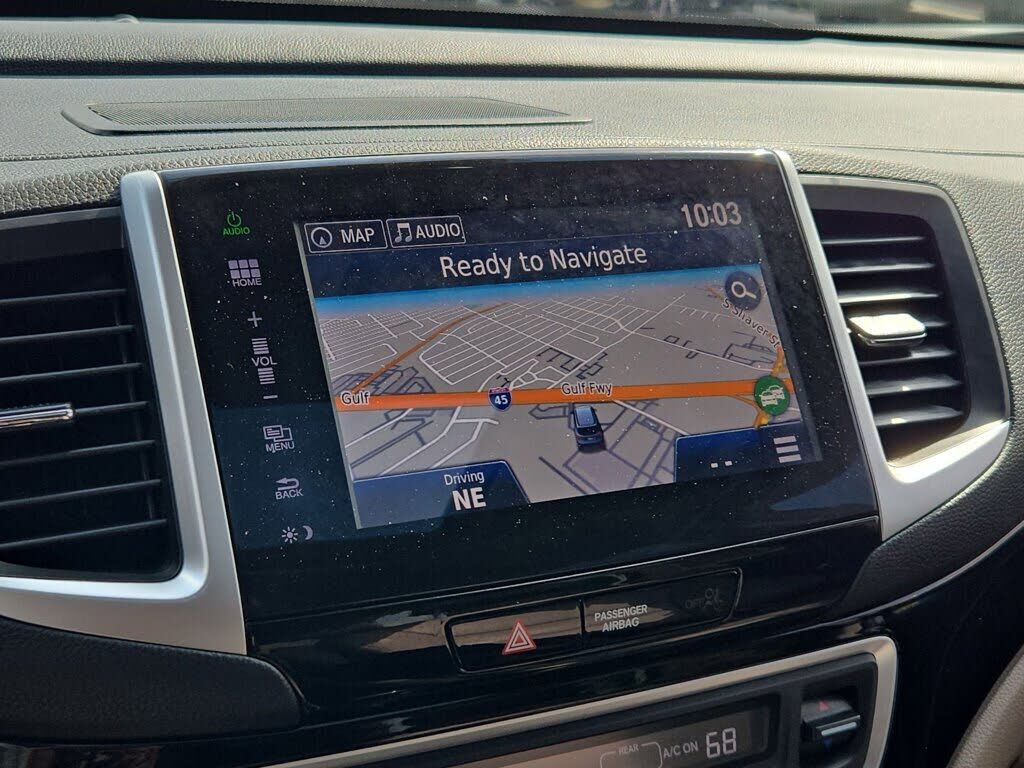 AUDIO
HOME
+
VOL
−
MENU
BACK
MAP
AUDIO
10:03
Ready to Navigate
S Shaver St
Gulf
45
Gulf Fwy
Driving
NE
PASSENGER
AIRBAG
OFF
REAR
A/C ON
68